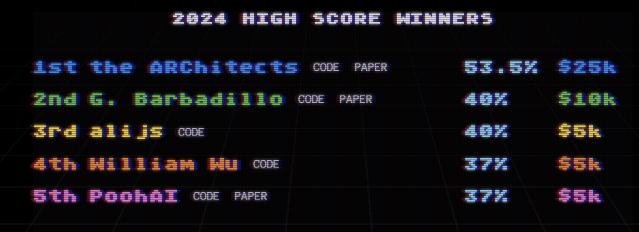 2024 HIGH SCORE WINNERS
1st the ARChitects CODE PAPER 53.5% $25k
2nd G. Barbadillo CODE PAPER 40% $10k
3rd alijs CODE 40% $5k
4th William Wu CODE 37% $5k
5th PoohAI CODE PAPER 37% $5k